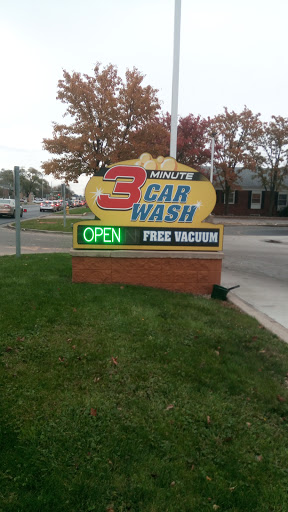 3 MINUTE
CAR
WASH
OPEN FREE VACUUM